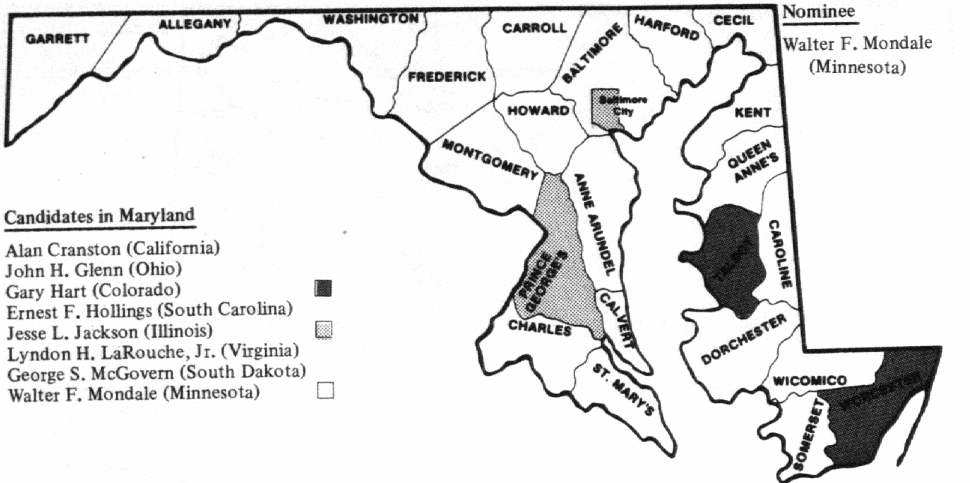 Nominee
Walter F. Mondale
(Minnesota)
GARRETT
ALLEGANY
WASHINGTON
FREDERICK
CARROLL
BALTIMORE
HARFORD
CECIL
Baltimore
City
HOWARD
MONTGOMERY
KENT
QUEEN
ANNE'S
ANNE ARUNDEL
PRINCE
GEORGE'S
TALBOT
CAROLINE
CALVERT
CHARLES
ST. MARY'S
DORCHESTER
WICOMICO
WORCESTER
SOMERSET
Candidates in Maryland
Alan Cranston (California)
John H. Glenn (Ohio)
Gary Hart (Colorado)
Ernest F. Hollings (South Carolina)
Jesse L. Jackson (Illinois)
Lyndon H. LaRouche, Jr. (Virginia)
George S. McGovern (South Dakota)
Walter F. Mondale (Minnesota)